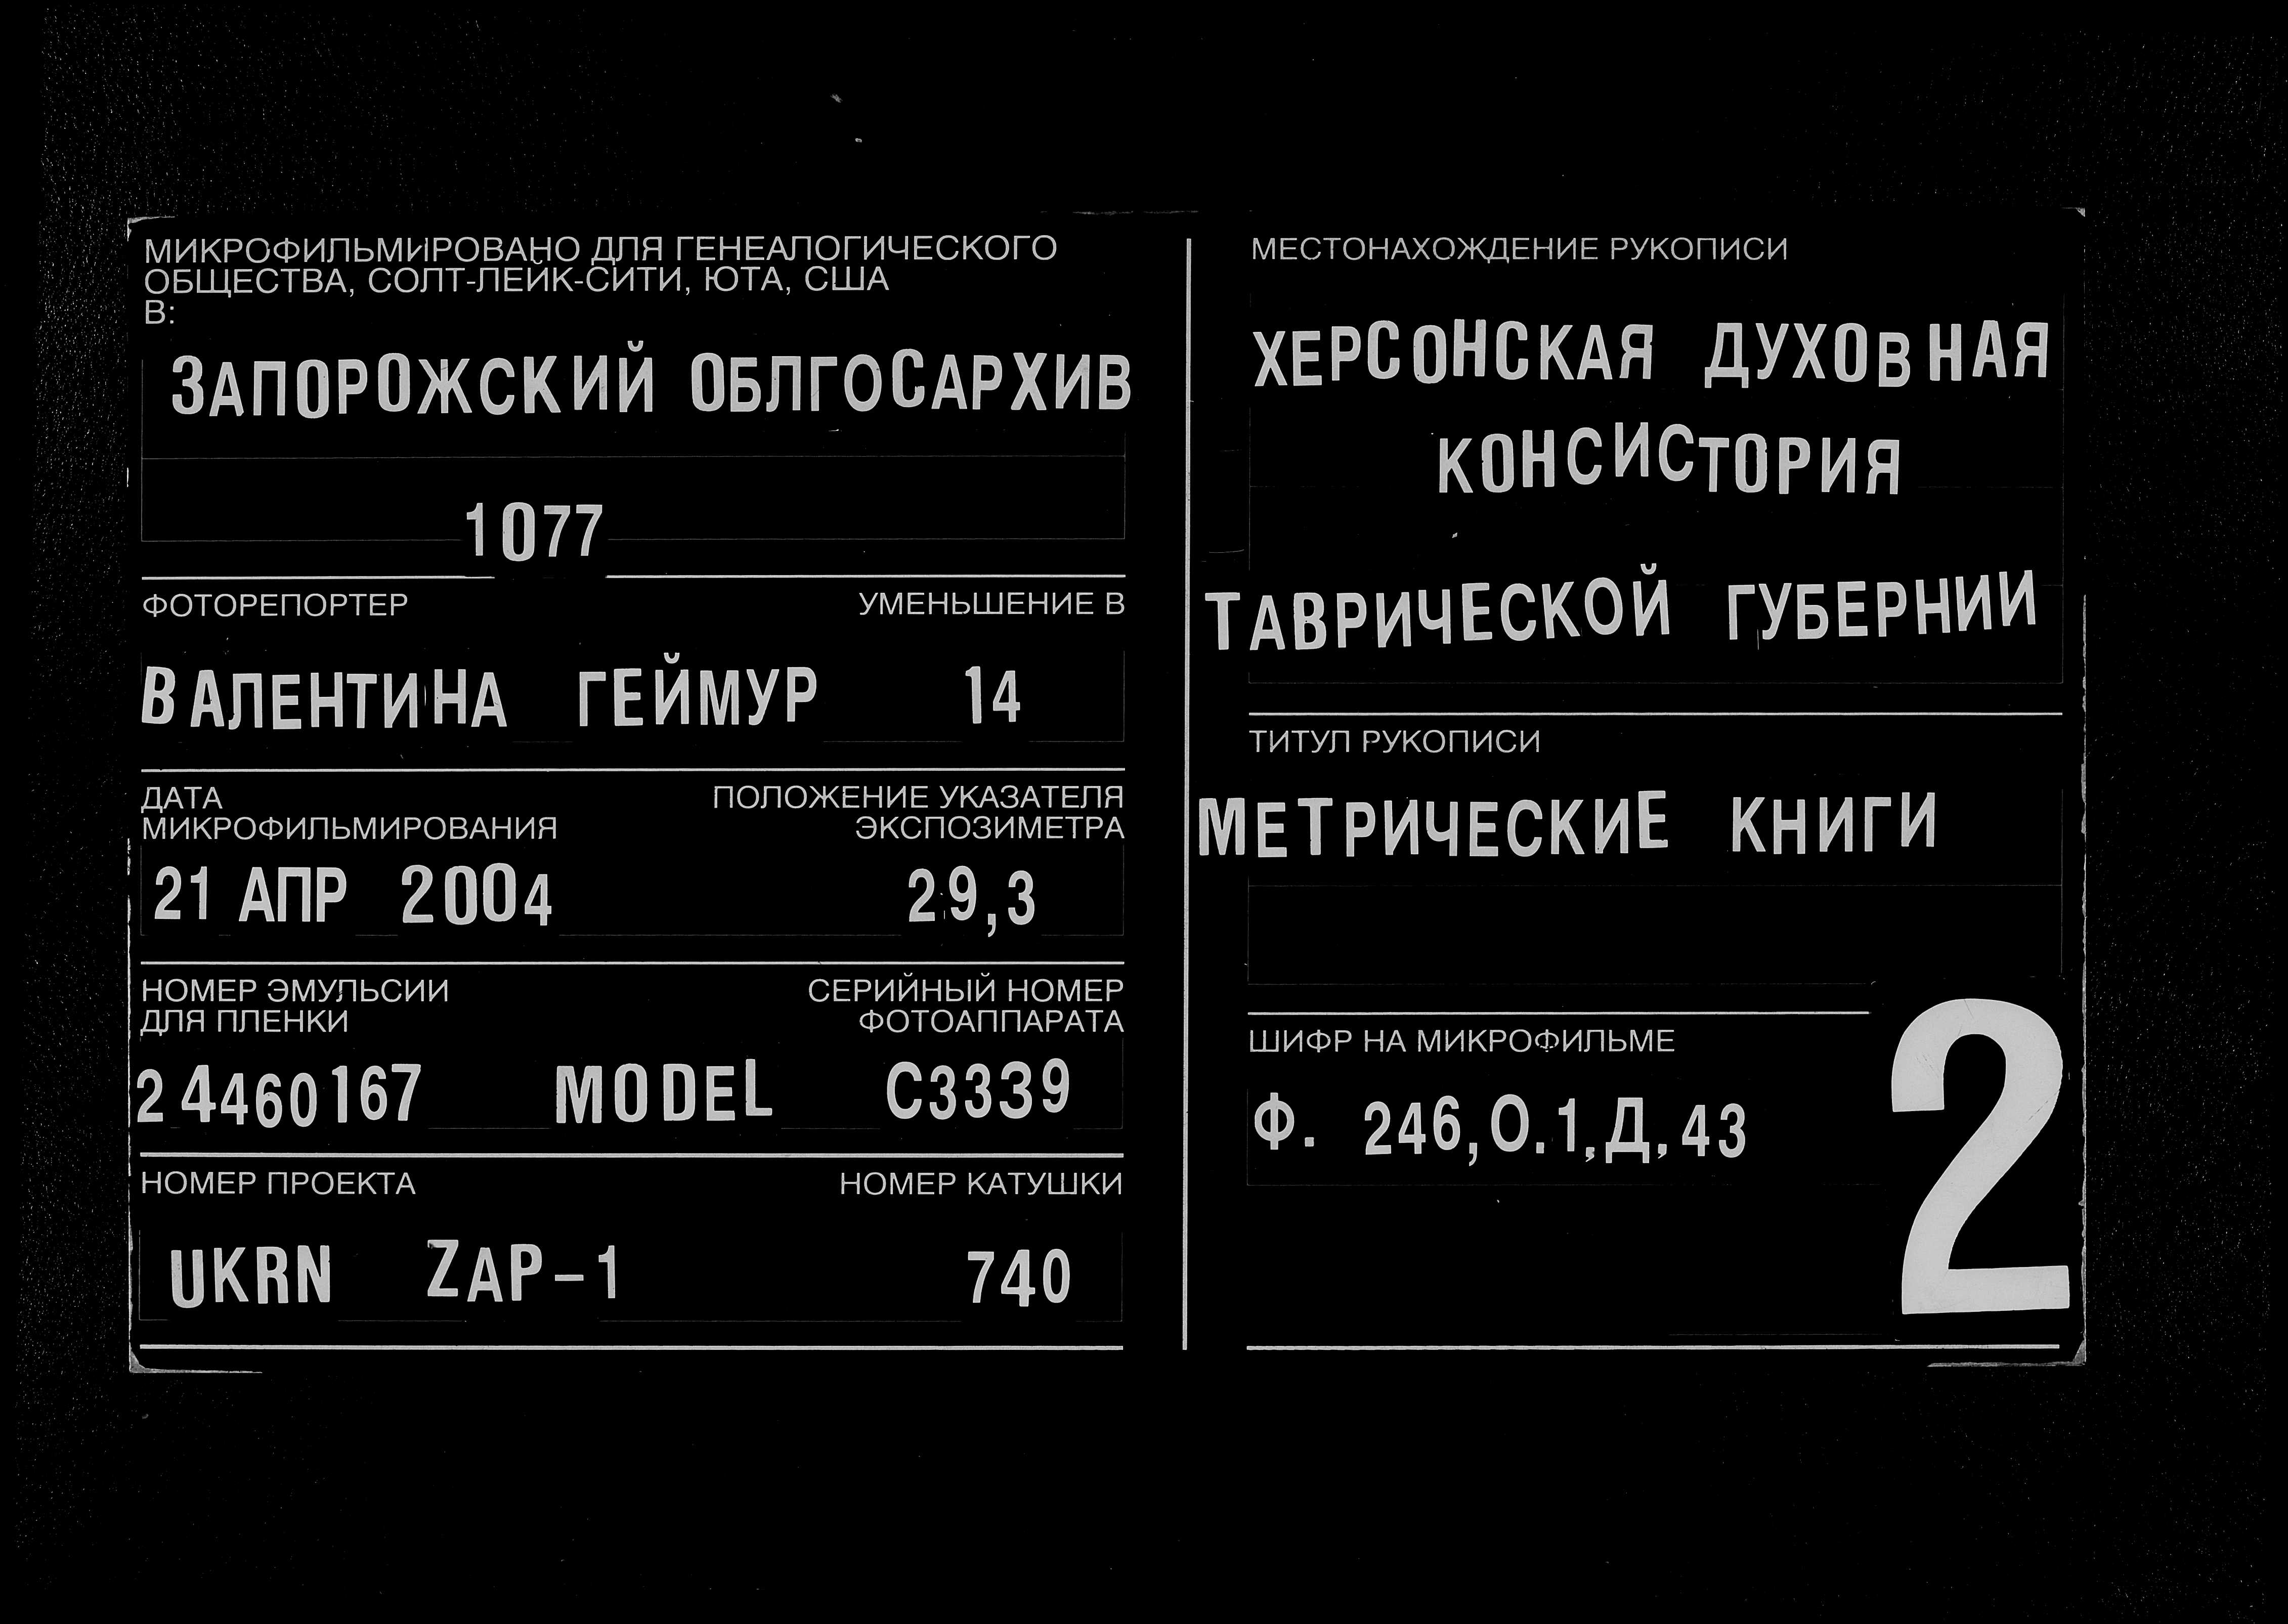 МИКРОФИЛЬМИРОВАНО ДЛЯ ГЕНЕАЛОГИЧЕСКОГО
ОБЩЕСТВА, СОЛТ-ЛЕЙК-СИТИ, ЮТА, США
В:
ЗАПОРОЖСКИЙ ОБЛГОСАРХИВ
1077
ФОТОРЕПОРТЕР УМЕНЬШЕНИЕ В
ВАЛЕНТИНА ГЕЙМУР 14
ДАТА ПОЛОЖЕНИЕ УКАЗАТЕЛЯ
МИКРОФИЛЬМИРОВАНИЯ ЭКСПОЗИМЕТРА
21 АПР 2004 29,3
НОМЕР ЭМУЛЬСИИ СЕРИЙНЫЙ НОМЕР
ДЛЯ ПЛЕНКИ ФОТОАППАРАТА
24460167 MODEL C3339
НОМЕР ПРОЕКТА НОМЕР КАТУШКИ
UKRN ZAP-1 740
МЕСТОНАХОЖДЕНИЕ РУКОПИСИ
ХЕРСОНСКАЯ ДУХОВНАЯ
КОНСИСТОРИЯ
ТАВРИЧЕСКОЙ ГУБЕРНИИ
ТИТУЛ РУКОПИСИ
МЕТРИЧЕСКИЕ КНИГИ
ШИФР НА МИКРОФИЛЬМЕ
Ф. 246,О.1,Д.43
2